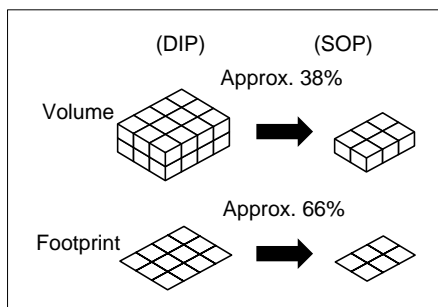 (DIP) (SOP)
Approx. 38%
Volume
Approx. 66%
Footprint